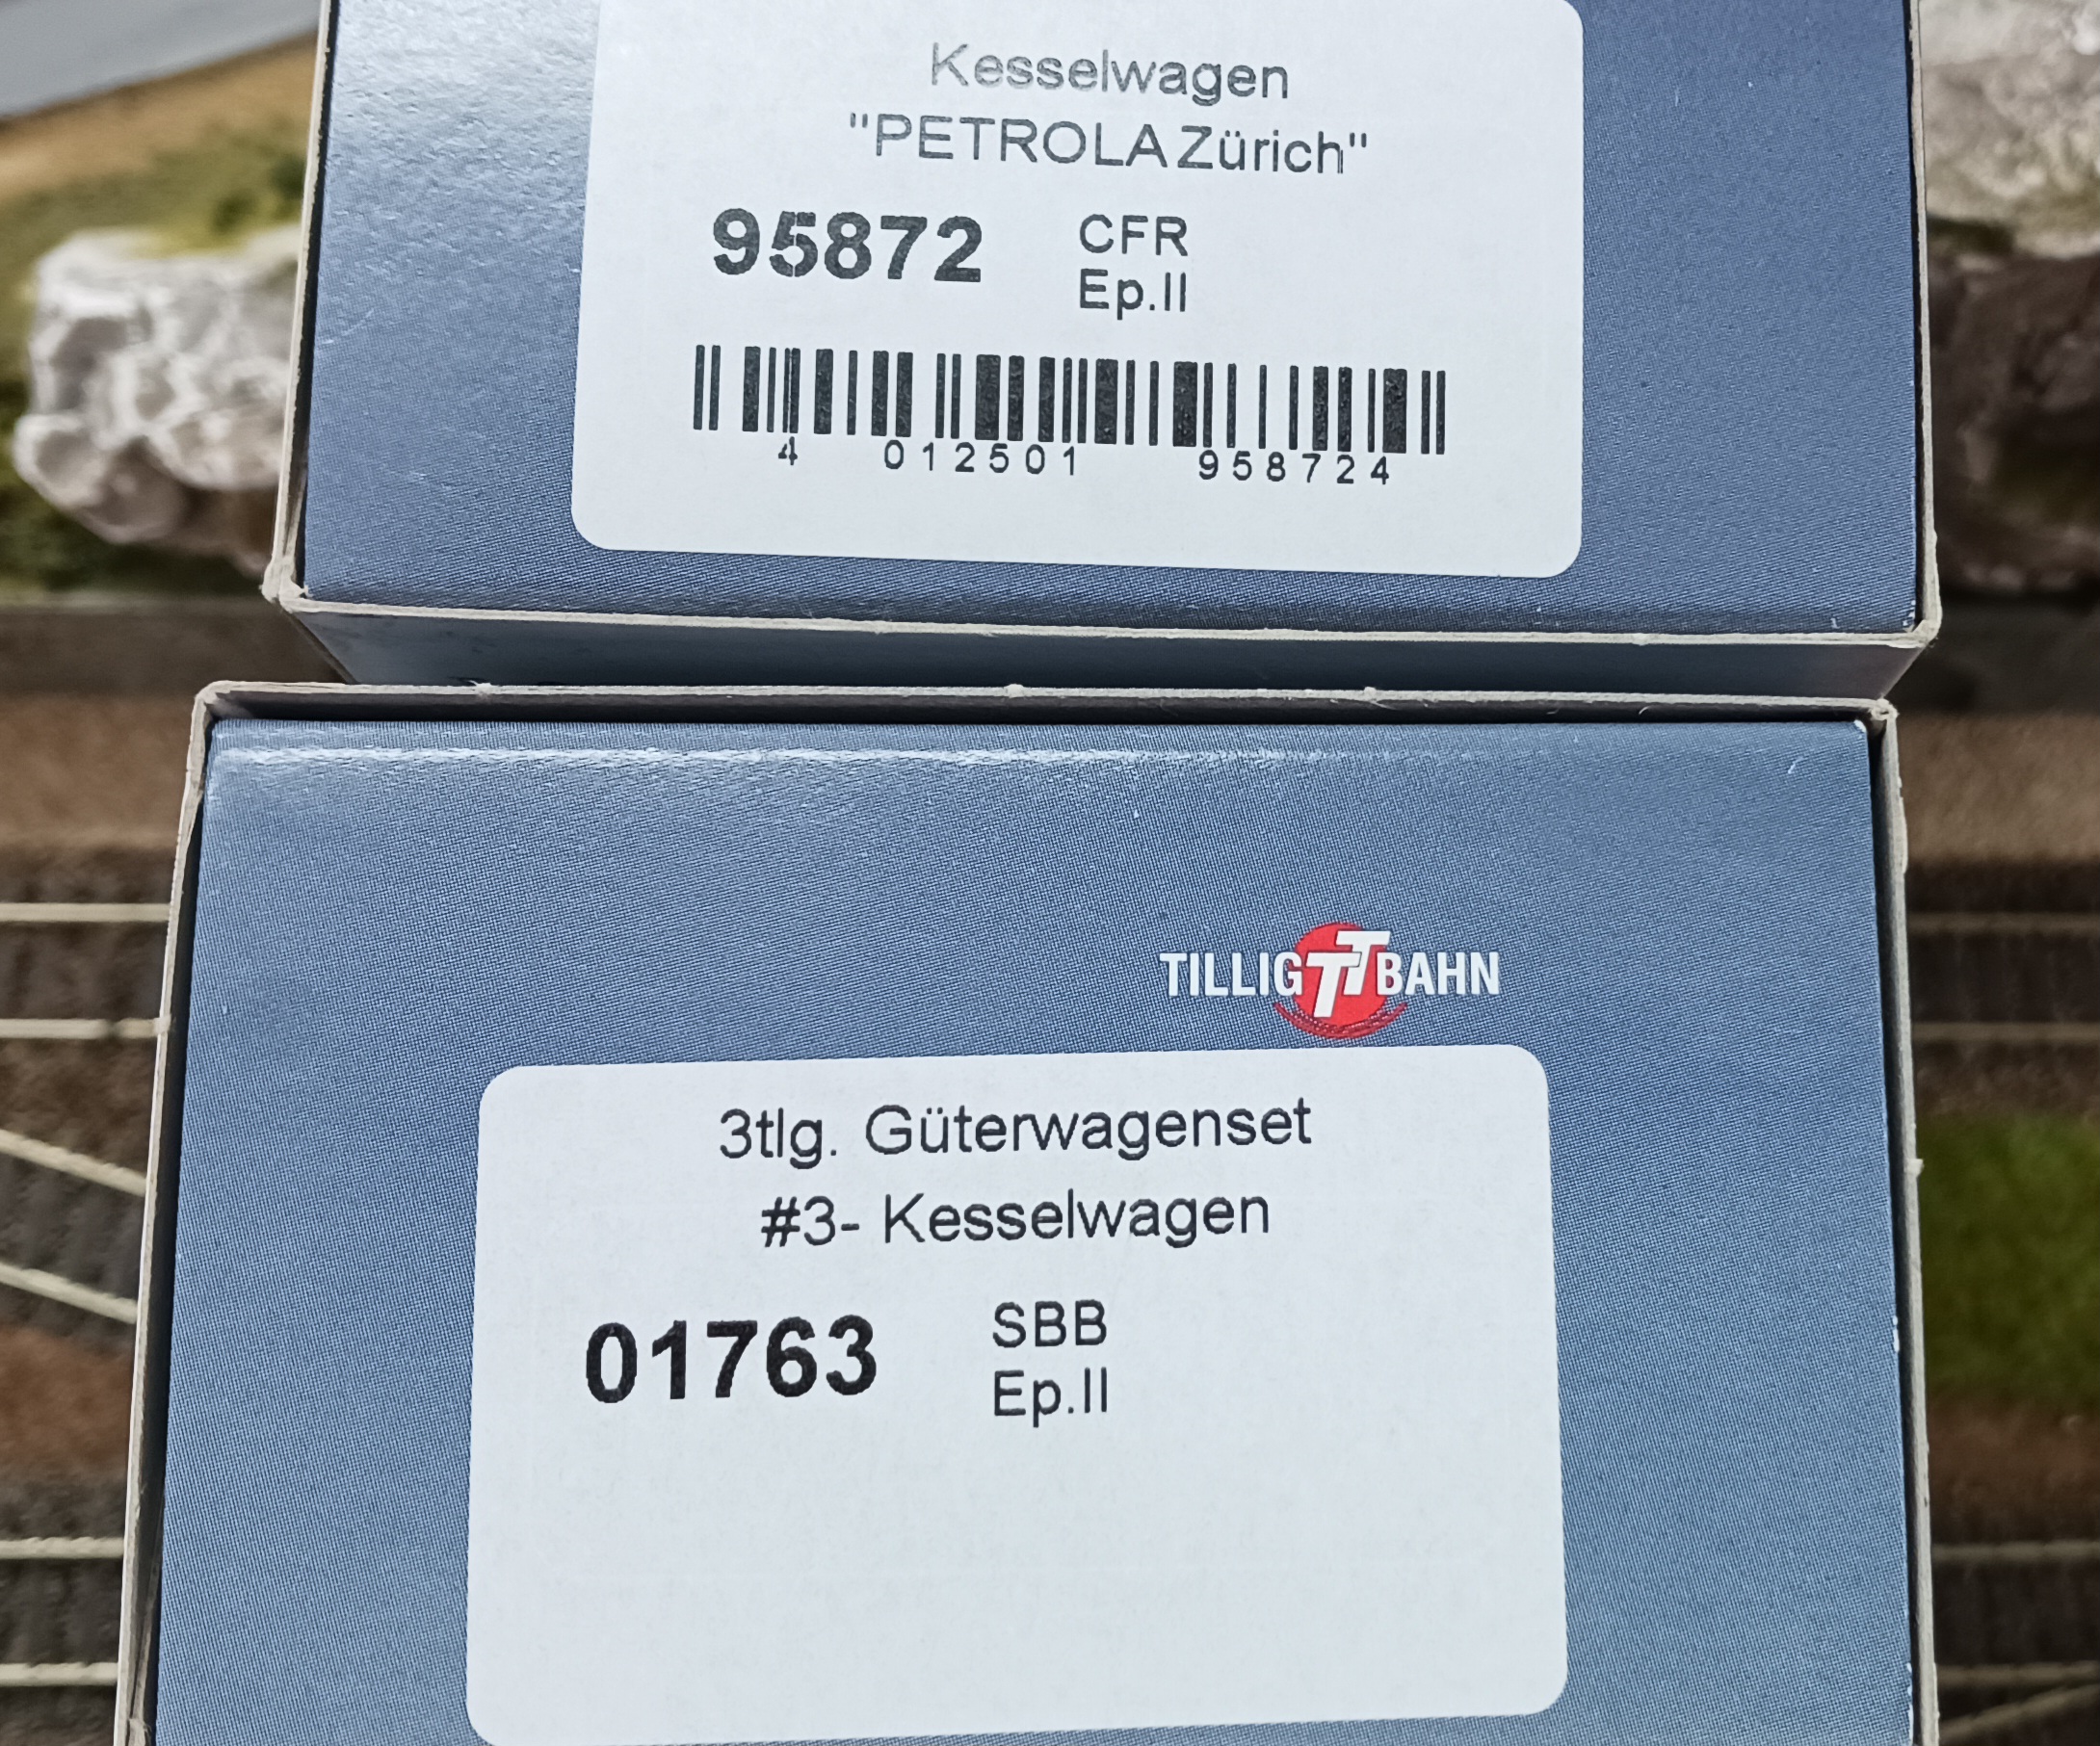 Kesselwagen
"PETROLA Zürich"
95872 CFR
Ep.II
4 012501 958724
TILLIG TT BAHN
3tlg. Güterwagenset
#3- Kesselwagen
01763 SBB
Ep.II